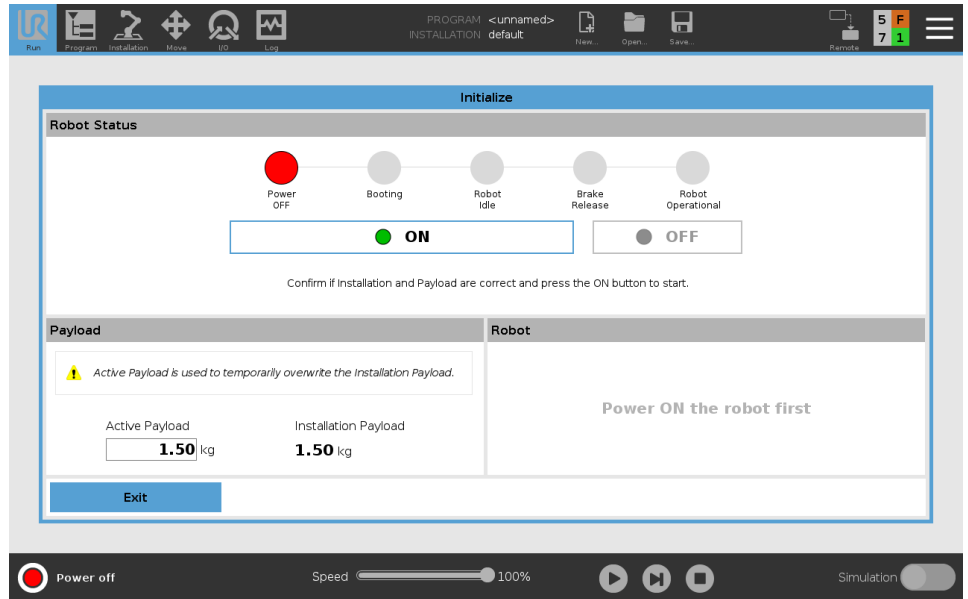 UR
PROGRAM <unnamed>
INSTALLATION default
Run
Program
Installation
Move
I/O
Log
New...
Open...
Save...
Remote
5 F
7 1
Initialize
Robot Status
Power
OFF
Booting
Robot
Idle
Brake
Release
Robot
Operational
ON
OFF
Confirm if Installation and Payload are correct and press the ON button to start.
Payload
Robot
Active Payload is used to temporarily overwrite the Installation Payload.
Power ON the robot first
Active Payload
Installation Payload
1.50 kg
1.50 kg
Exit
Power off
Speed
100%
Simulation